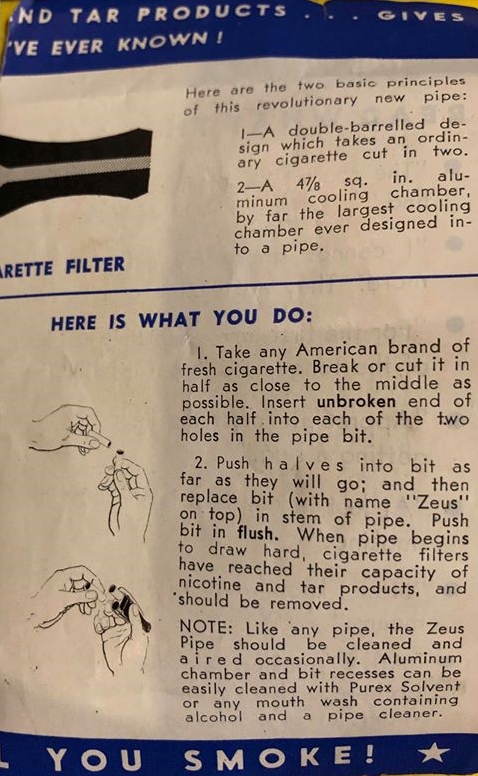 ND TAR PRODUCTS . . . GIVES
'VE EVER KNOWN!
Here are the two basic principles
of this revolutionary new pipe:
1—A double-barrelled de-
sign which takes an ordin-
ary cigarette cut in two.
2—A 4⅞ sq. in. alu-
minum cooling chamber,
by far the largest cooling
chamber ever designed in-
to a pipe.
ARETTE FILTER
HERE IS WHAT YOU DO:
1. Take any American brand of
fresh cigarette. Break or cut it in
half as close to the middle as
possible. Insert unbroken end of
each half into each of the two
holes in the pipe bit.
2. Push halves into bit as
far as they will go; and then
replace bit (with name "Zeus"
on top) in stem of pipe. Push
bit in flush. When pipe begins
to draw hard, cigarette filters
have reached their capacity of
nicotine and tar products, and
should be removed.
NOTE: Like any pipe, the Zeus
Pipe should be cleaned and
aired occasionally. Aluminum
chamber and bit recesses can be
easily cleaned with Purex Solvent
or any mouth wash containing
alcohol and a pipe cleaner.
L YOU SMOKE! ★